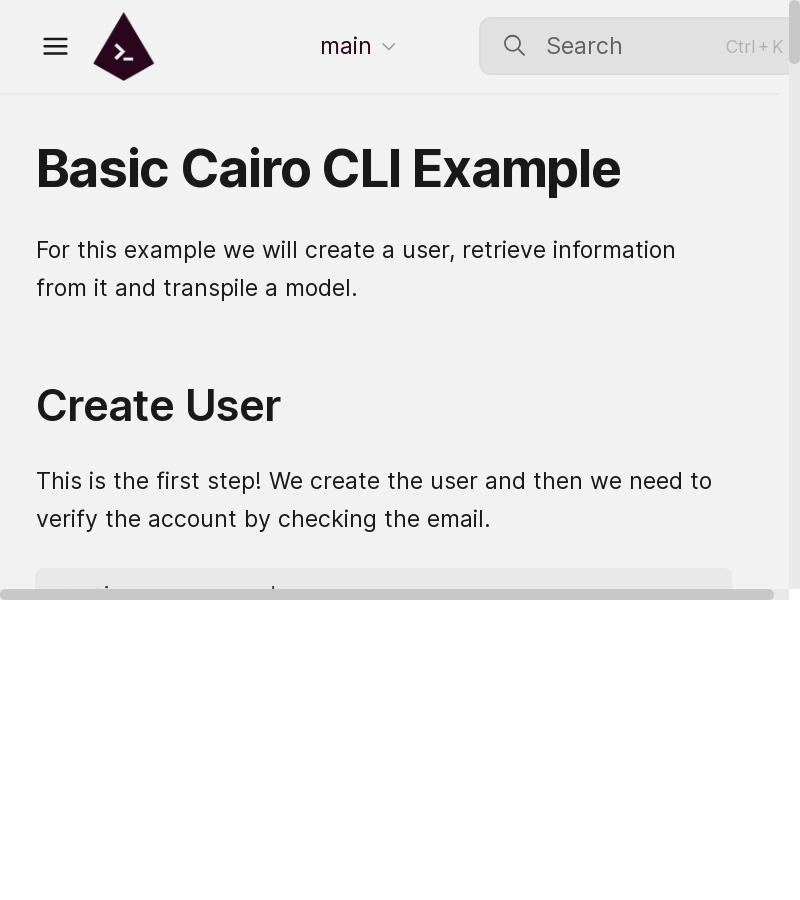 main
Search
Ctrl+K
Basic Cairo CLI Example
For this example we will create a user, retrieve information
from it and transpile a model.
Create User
This is the first step! We create the user and then we need to
verify the account by checking the email.